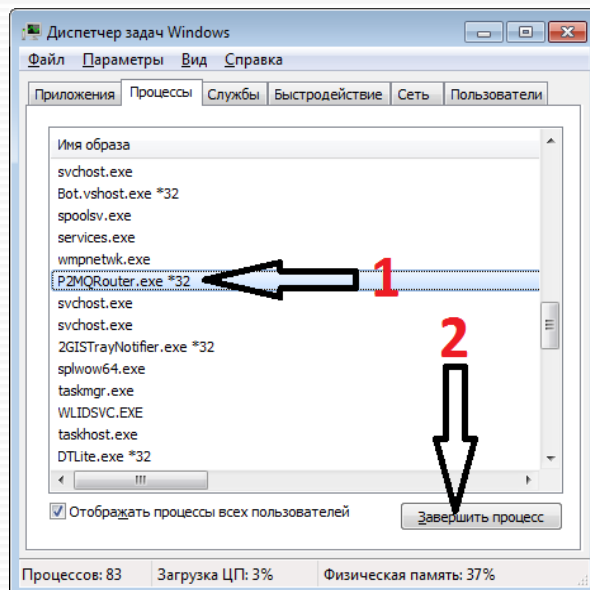 Диспетчер задач Windows
Файл Параметры Вид Справка
Приложения Процессы Службы Быстродействие Сеть Пользователи
Имя образа
svchost.exe
Bot.vshost.exe *32
spoolsv.exe
services.exe
wmpnetwk.exe
P2MQRouter.exe *32 1
svchost.exe
svchost.exe
2
2GISTrayNotifier.exe *32
splwow64.exe
taskmgr.exe
WLIDSVC.EXE
taskhost.exe
DTLite.exe *32
Отображать процессы всех пользователей Завершить процесс
Процессов: 83 Загрузка ЦП: 3% Физическая память: 37%